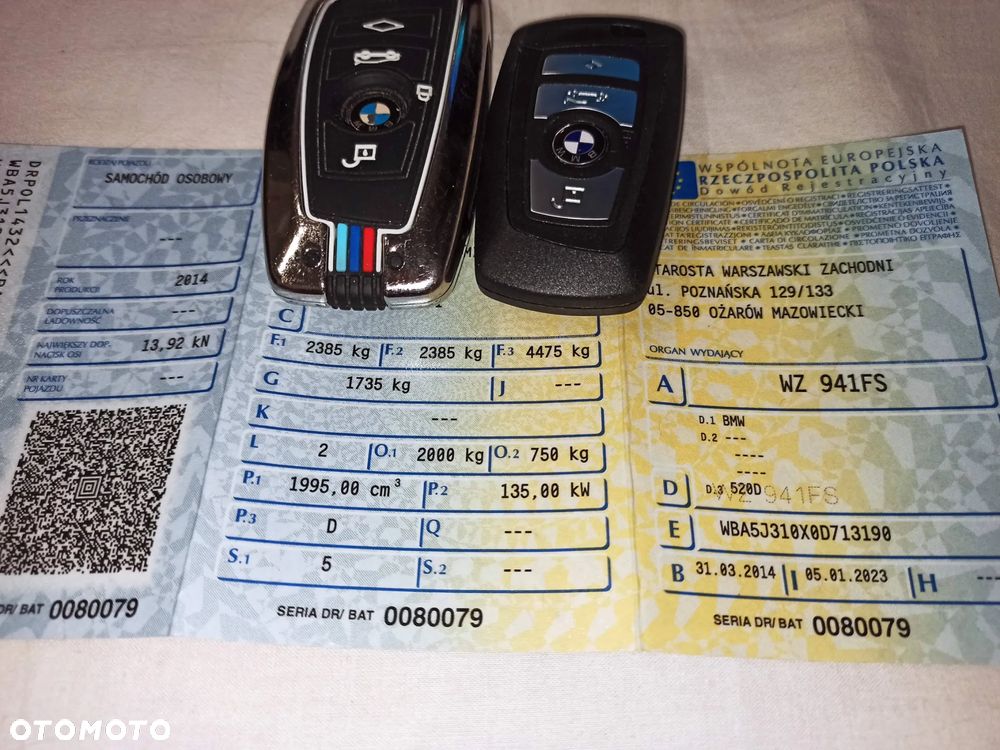 RODZAJ POJAZDU
SAMOCHÓD OSOBOWY
PRZEZNACZENIE
---
ROK PRODUKCJI 2014
DOPUSZCZALNA ŁADOWNOŚĆ ---
NAJWIĘKSZY DOP. NACISK OSI 13,92 kN
NR KARTY POJAZDU ---
DR/ BAT 0080079
BMW
C
F.1 2385 kg F.2 2385 kg F.3 4475 kg
G 1735 kg J ---
K ---
L 2 O.1 2000 kg O.2 750 kg
P.1 1995,00 cm³ P.2 135,00 kW
P.3 D Q ---
S.1 5 S.2 ---
SERIA DR/ BAT 0080079
BMW
WSPÓLNOTA EUROPEJSKA
RZECZPOSPOLITA POLSKA
Dowód Rejestracyjny
STAROSTA WARSZAWSKI ZACHODNI
ul. POZNAŃSKA 129/133
05-850 OŻARÓW MAZOWIECKI
ORGAN WYDAJĄCY
A WZ 941FS
D.1 BMW
D.2 ----
----
----
D D.3 520D
WZ 941FS
E WBA5J310X0D713190
B 31.03.2014 I 05.01.2023 H ---
SERIA DR/ BAT 0080079
OTOMOTO